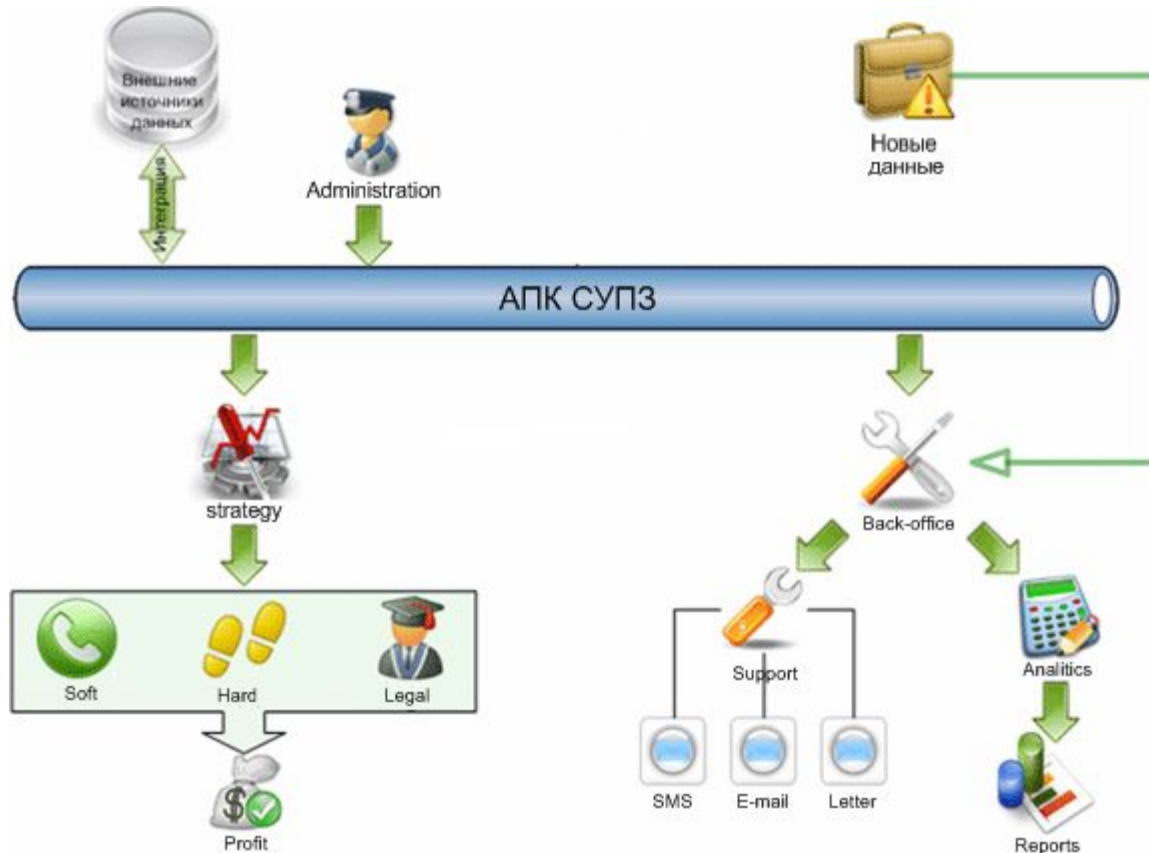 Внешние
источники
данных
Интеграция
Administration
Новые
данные
АПК СУПЗ
strategy
Back-office
Soft
Hard
Legal
Support
Analitics
SMS
E-mail
Letter
Profit
Reports